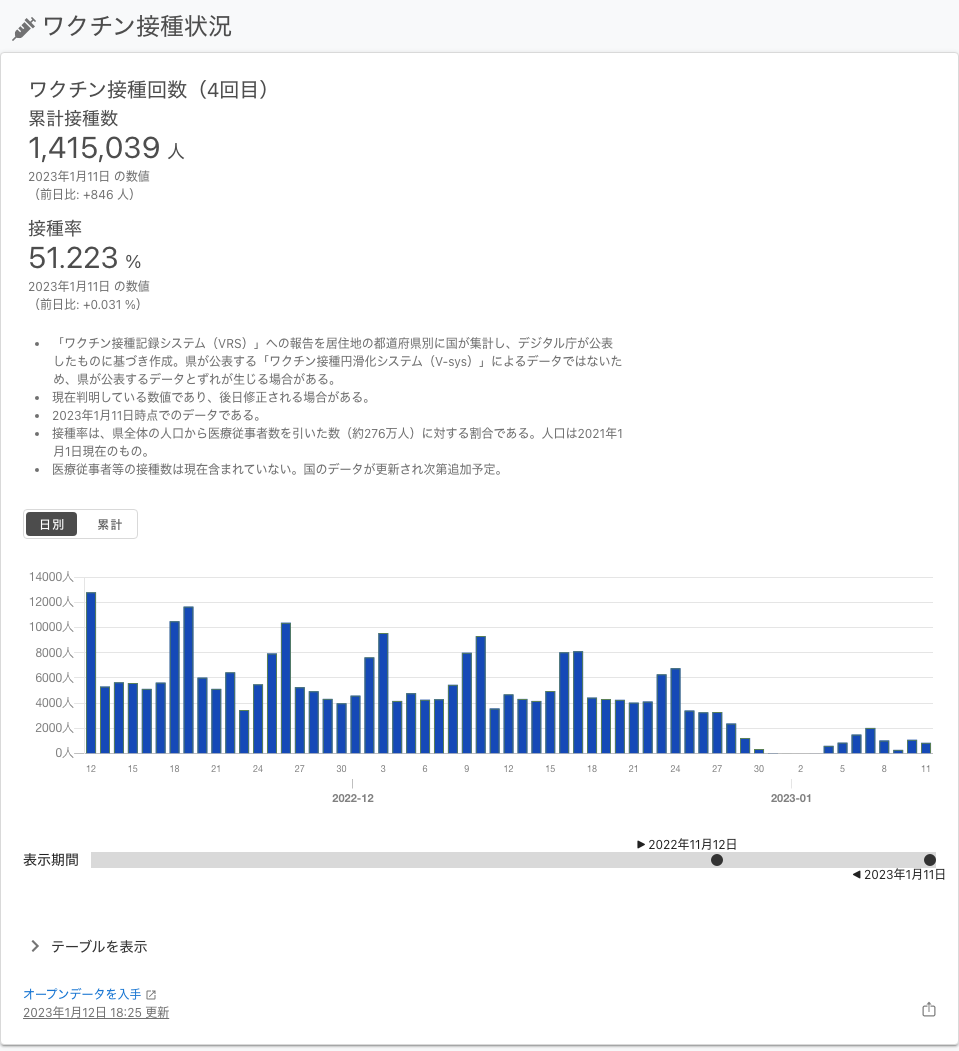 ワクチン接種状況
ワクチン接種回数（4回目）
累計接種数
1,415,039 人
2023年1月11日 の数値
（前日比: +846 人）
接種率
51.223 %
2023年1月11日 の数値
（前日比: +0.031 %）
• 「ワクチン接種記録システム（VRS）」への報告を居住地の都道府県別に国が集計し、デジタル庁が公表
したものに基づき作成。県が公表する「ワクチン接種円滑化システム（V-sys）」によるデータではないた
め、県が公表するデータとずれが生じる場合がある。
• 現在判明している数値であり、後日修正される場合がある。
• 2023年1月11日時点でのデータである。
• 接種率は、県全体の人口から医療従事者数を引いた数（約276万人）に対する割合である。人口は2021年1
月1日現在のもの。
• 医療従事者等の接種数は現在含まれていない。国のデータが更新され次第追加予定。
日別 累計
14000人
12000人
10000人
8000人
6000人
4000人
2000人
0人
12 15 18 21 24 27 30 3 6 9 12 15 18 21 24 27 30 2 5 8 11
2022-12 2023-01
▶ 2022年11月12日
表示期間
◀ 2023年1月11日
テーブルを表示
オープンデータを入手
2023年1月12日 18:25 更新